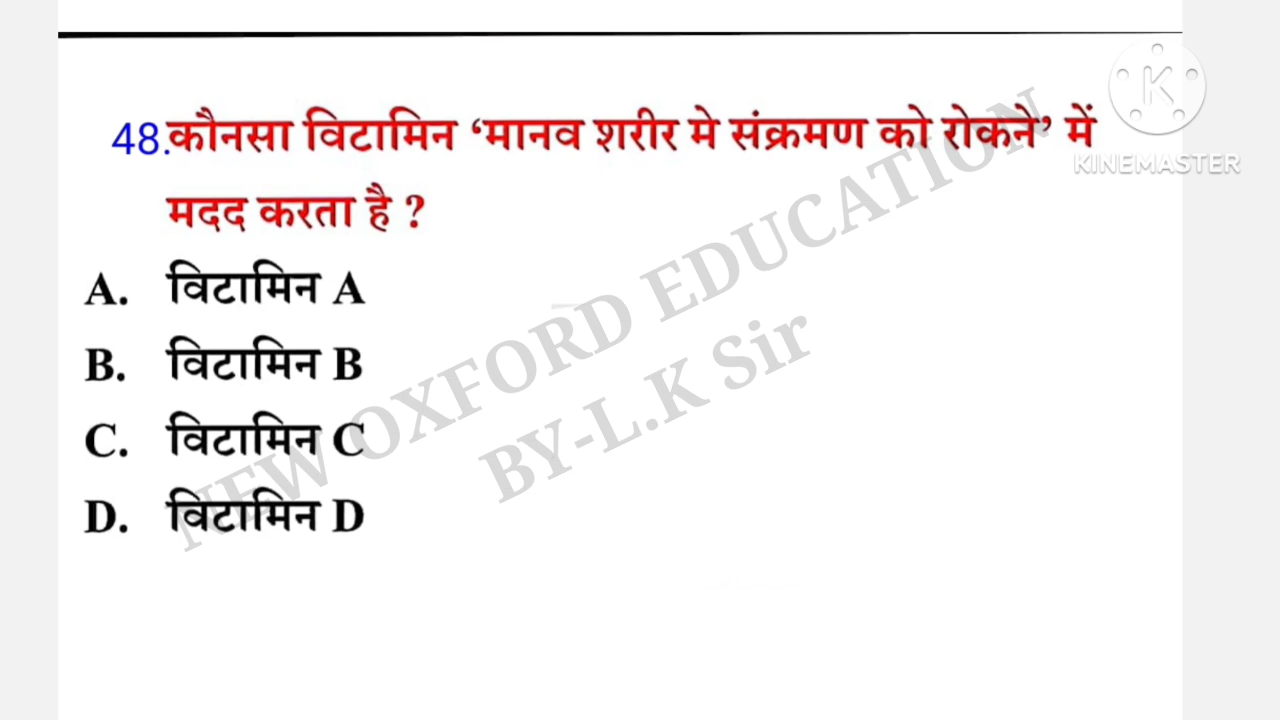 48.कौनसा विटामिन ‘मानव शरीर मे संक्रमण को रोकने’ में
मदद करता है ?
A. विटामिन A
B. विटामिन B
C. विटामिन C
D. विटामिन D
NEW OXFORD EDUCATION
BY-L.K Sir
K
KINEMASTER